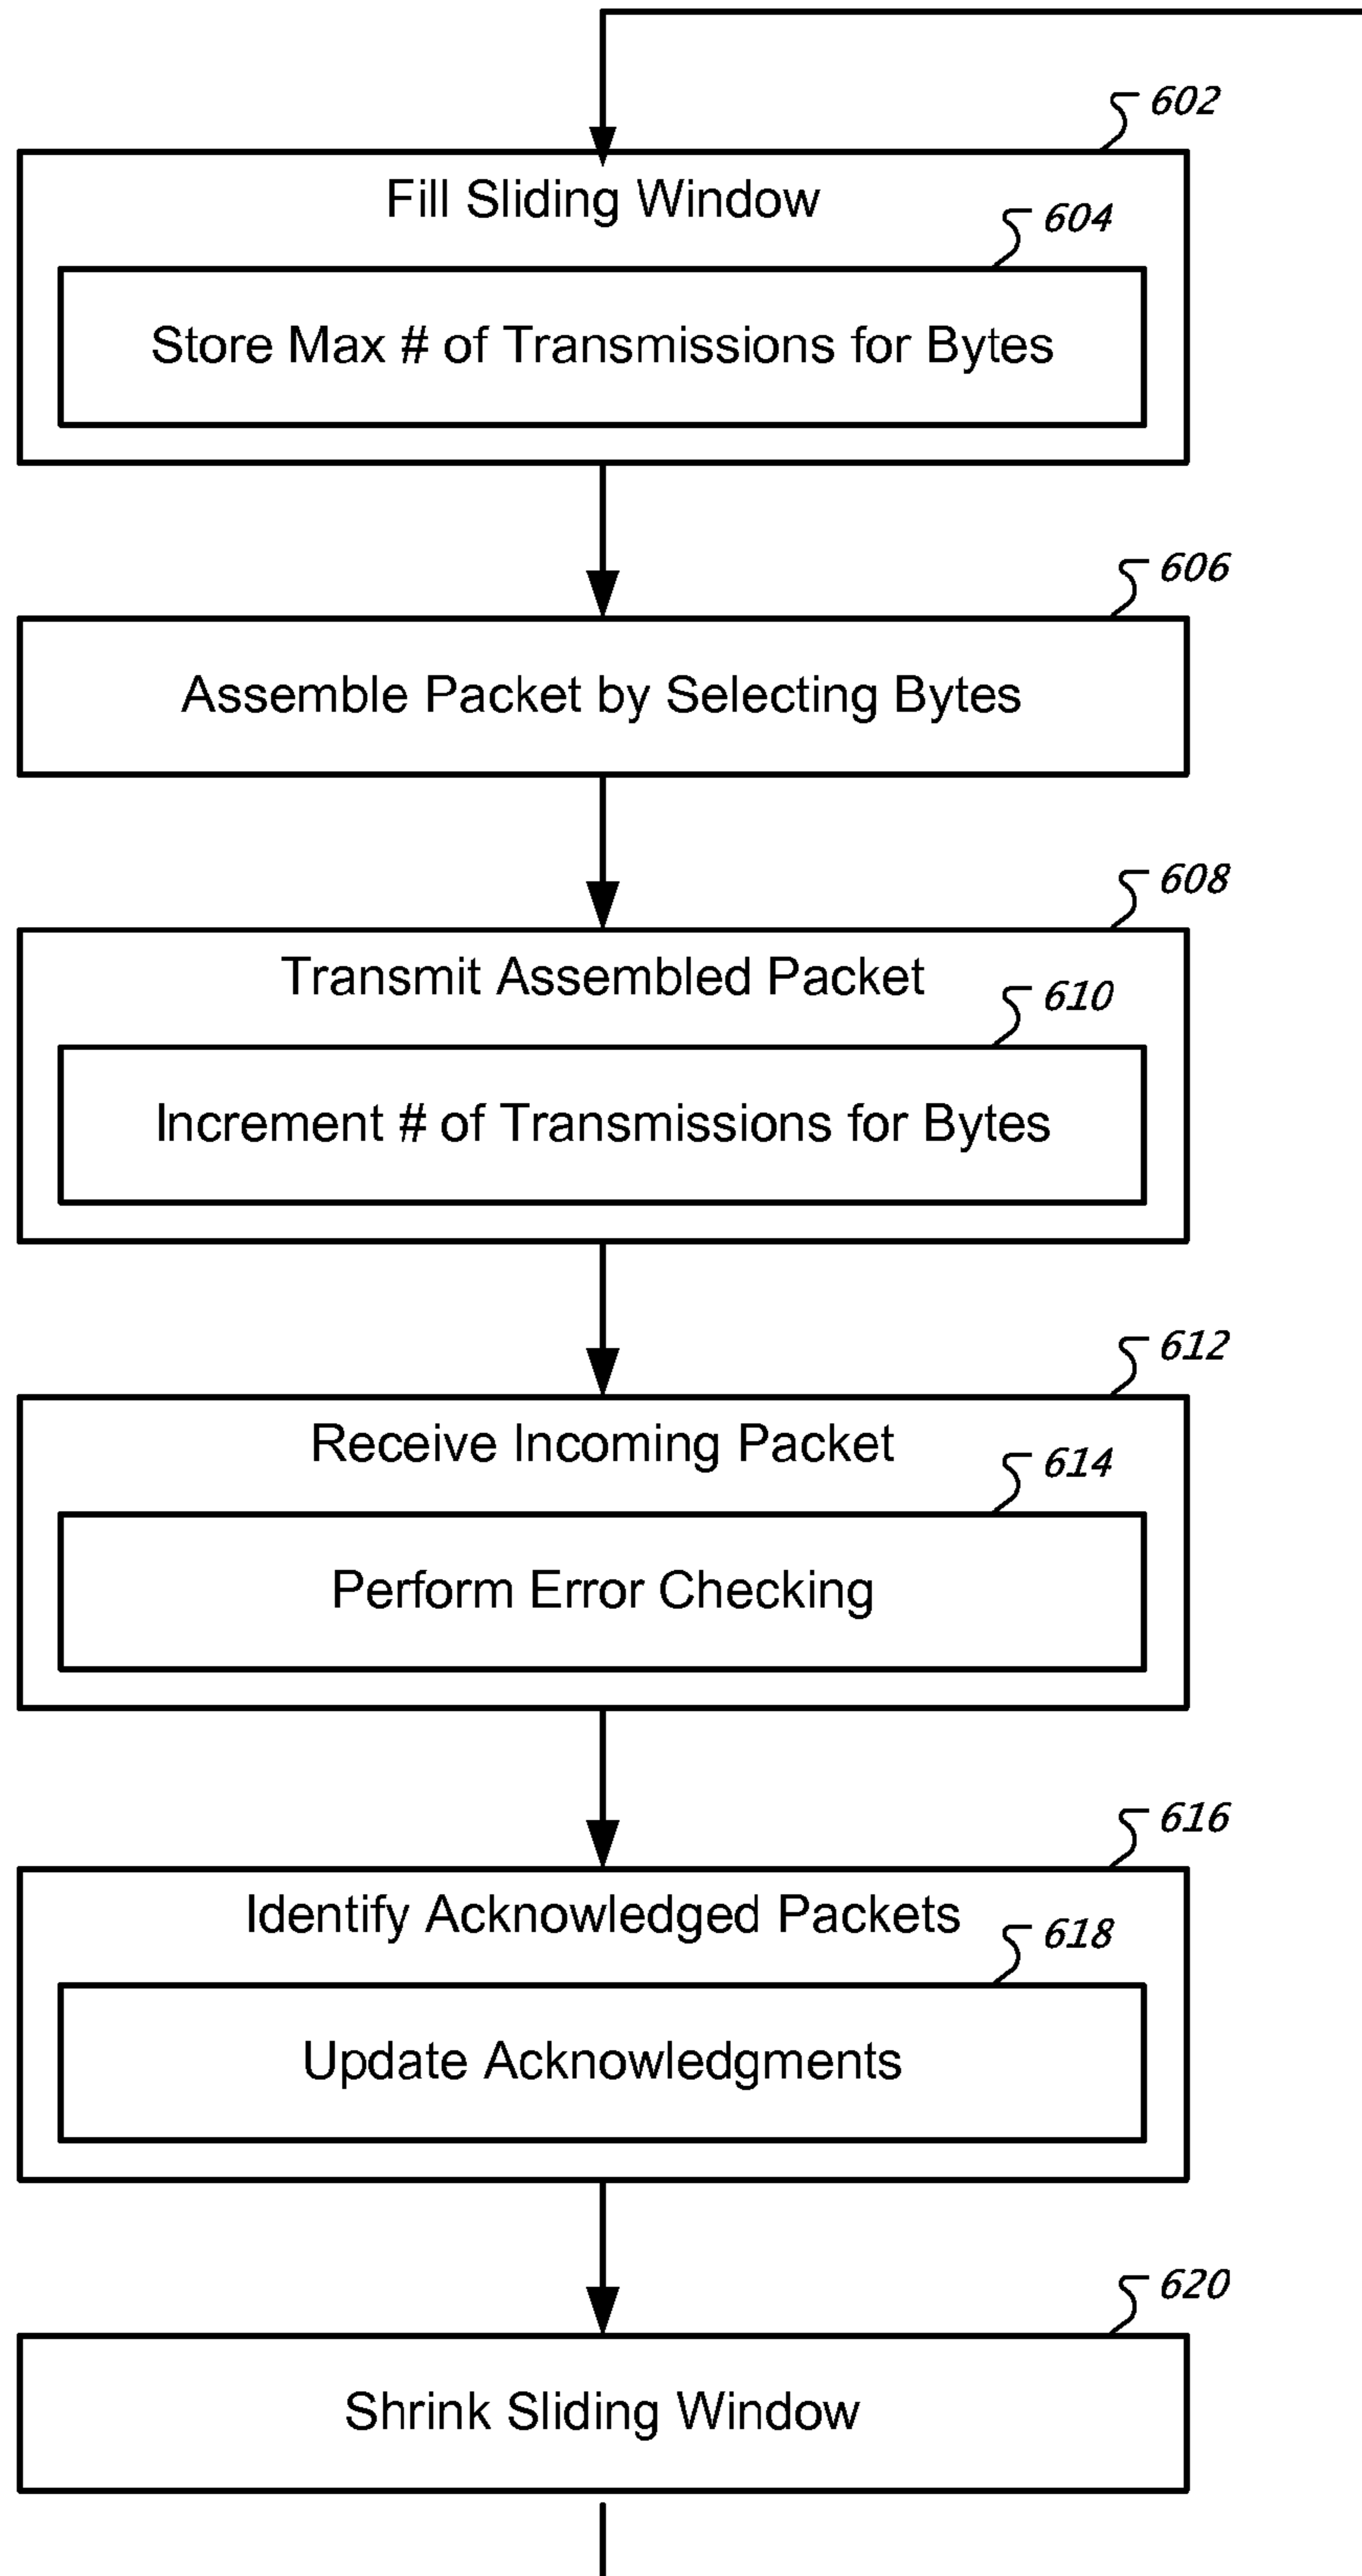 602
Fill Sliding Window
604
Store Max # of Transmissions for Bytes
606
Assemble Packet by Selecting Bytes
608
Transmit Assembled Packet
610
Increment # of Transmissions for Bytes
612
Receive Incoming Packet
614
Perform Error Checking
616
Identify Acknowledged Packets
618
Update Acknowledgments
620
Shrink Sliding Window